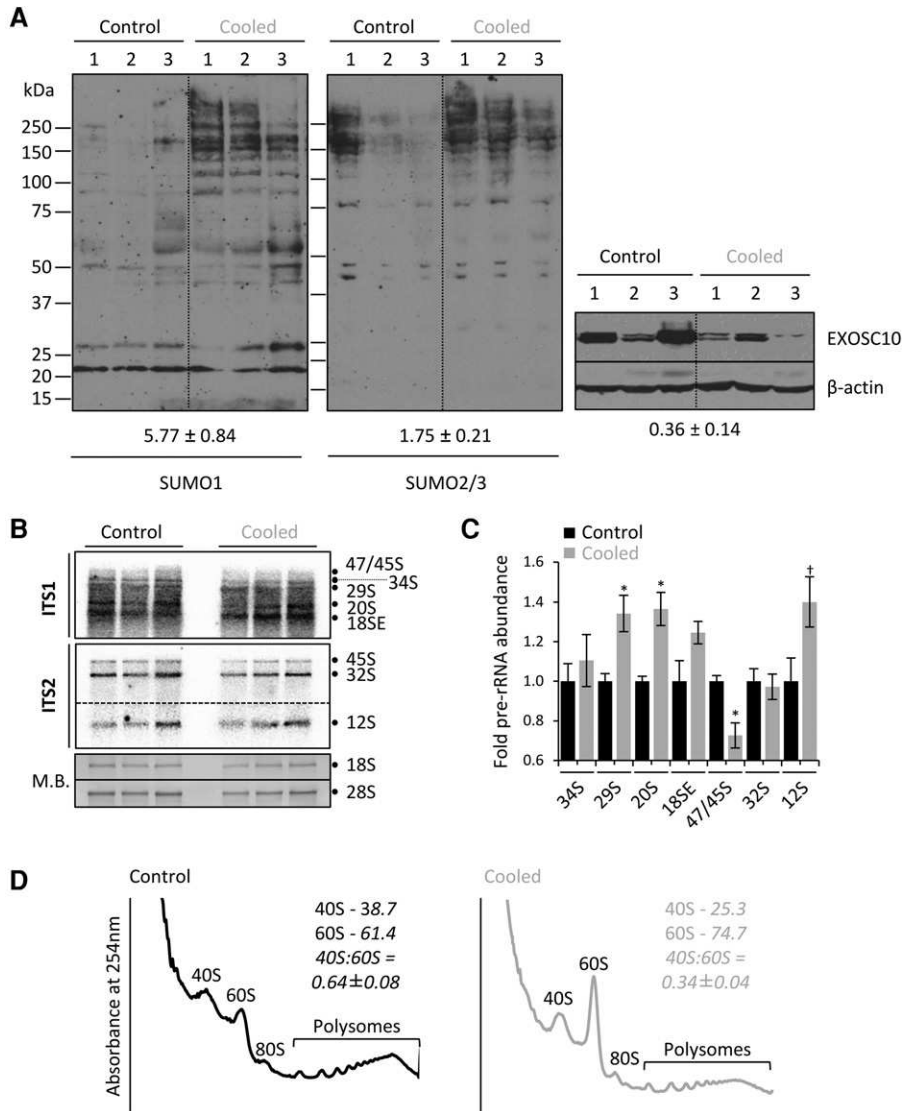 A
Control Cooled Control Cooled
1 2 3 1 2 3 1 2 3 1 2 3
kDa
250
150
100
75
50
37
25
20
15
Control Cooled
1 2 3 1 2 3
EXOSC10
β-actin
5.77 ± 0.84 1.75 ± 0.21 0.36 ± 0.14
SUMO1 SUMO2/3
B
Control Cooled
ITS1
47/45S
34S
29S
20S
18SE
ITS2
45S
32S
12S
M.B.
18S
28S
C
Control
Cooled
Fold pre-rRNA abundance
1.6
1.4
1.2
1.0
0.8
0.6
* * * †
34S 29S 20S 18SE 47/45S 32S 12S
D
Control
Absorbance at 254nm
40S - 38.7
60S - 61.4
40S:60S =
0.64±0.08
40S
60S
80S
Polysomes
Cooled
40S - 25.3
60S - 74.7
40S:60S =
0.34±0.04
60S
40S
80S
Polysomes